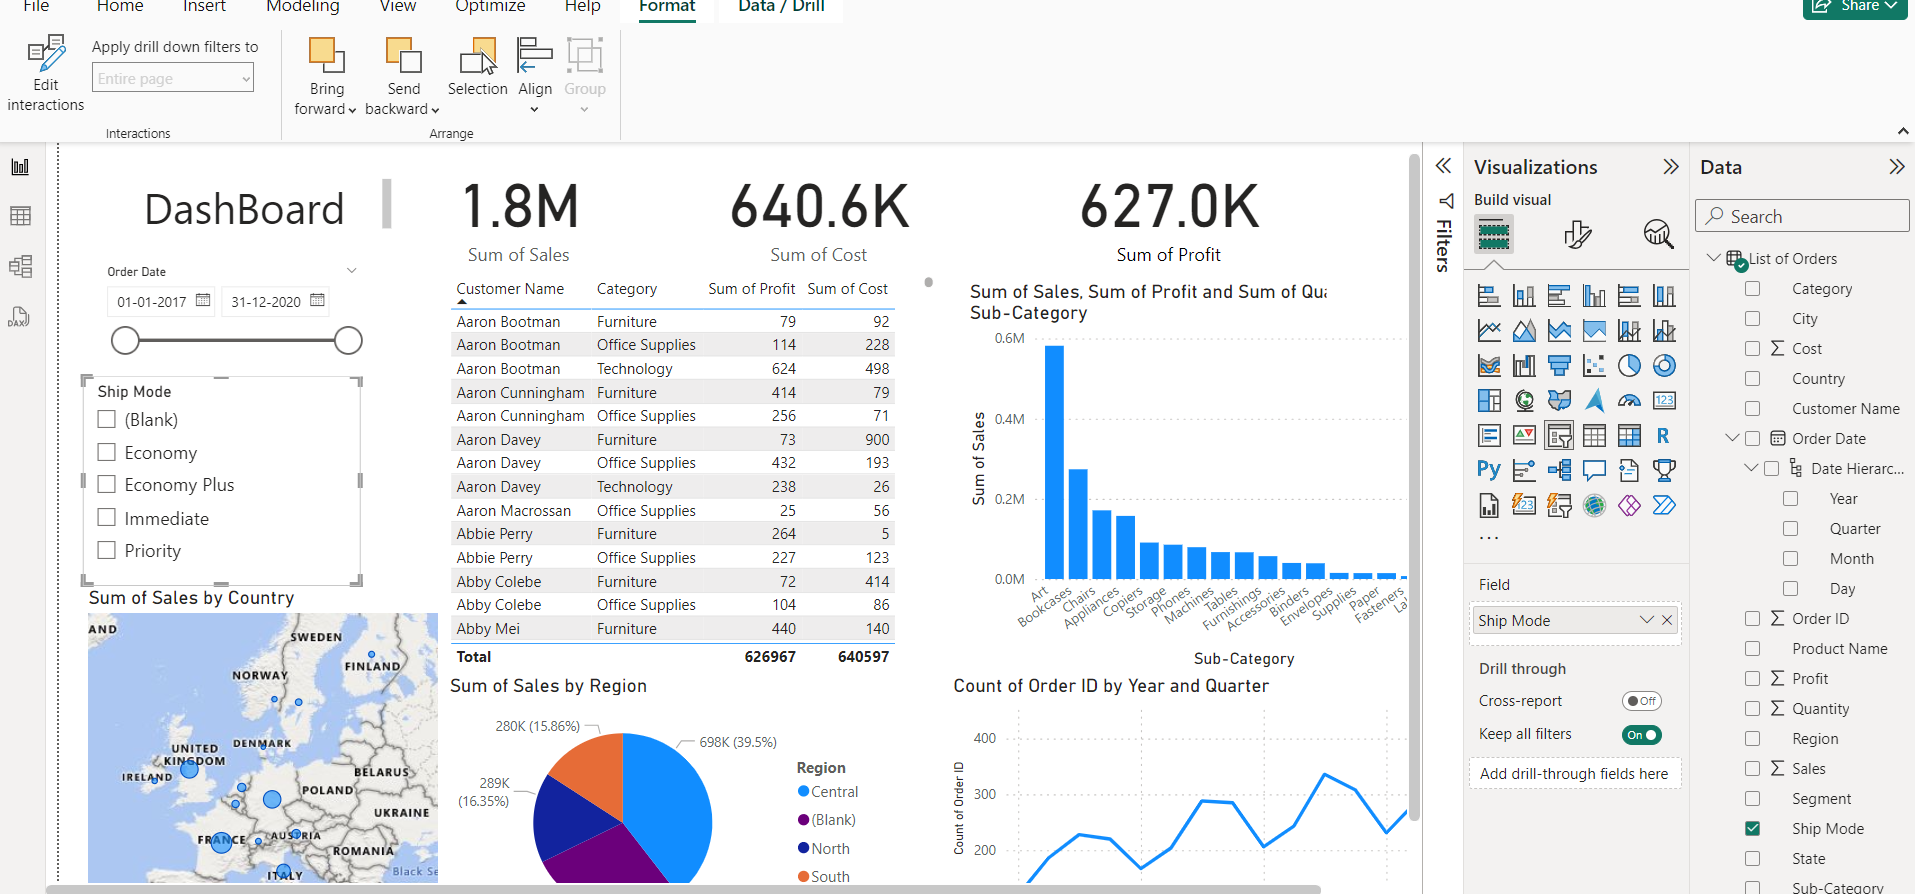 File Home Insert Modeling View Optimize Help Format Data / Drill Share
Edit interactions
Apply drill down filters to
Entire page
Bring forward
Send backward
Selection
Align
Group
Interactions
Arrange
DashBoard
1.8M
Sum of Sales
640.6K
Sum of Cost
627.0K
Sum of Profit
Order Date
01-01-2017 31-12-2020
Ship Mode
(Blank)
Economy
Economy Plus
Immediate
Priority
Customer Name Category Sum of Profit Sum of Cost
Aaron Bootman Furniture 79 92
Aaron Bootman Office Supplies 114 228
Aaron Bootman Technology 624 498
Aaron Cunningham Furniture 414 79
Aaron Cunningham Office Supplies 256 71
Aaron Davey Furniture 73 900
Aaron Davey Office Supplies 432 193
Aaron Davey Technology 238 26
Aaron Macrossan Office Supplies 25 56
Abbie Perry Furniture 264 5
Abbie Perry Office Supplies 227 123
Abby Colebe Furniture 72 414
Abby Colebe Office Supplies 104 86
Abby Mei Furniture 440 140
Total 626967 640597
Sum of Sales, Sum of Profit and Sum of Qua
Sub-Category
Sum of Sales
0.6M
0.4M
0.2M
0.0M
Art
Bookcases
Chairs
Appliances
Copiers
Storage
Phones
Machines
Tables
Furnishings
Accessories
Binders
Envelopes
Supplies
Paper
Fasteners
La
Sub-Category
Sum of Sales by Country
AND
SWEDEN
FINLAND
NORWAY
UNITED KINGDOM
DENMARK
IRELAND
BELARUS
POLAND
UKRAINE
FRANCE
AUSTRIA
ROMANIA
ITALY
Black Se
Sum of Sales by Region
280K (15.86%)
698K (39.5%)
289K
(16.35%)
Region
Central
(Blank)
North
South
Count of Order ID by Year and Quarter
Count of Order ID
400
300
200
Filters
Visualizations
Build visual
123
R
Py
123
...
Field
Ship Mode
Drill through
Cross-report Off
Keep all filters On
Add drill-through fields here
Data
Search
List of Orders
Category
City
Cost
Country
Customer Name
Order Date
Date Hierarc...
Year
Quarter
Month
Day
Order ID
Product Name
Profit
Quantity
Region
Sales
Segment
Ship Mode
State
Sub-Category
DAX